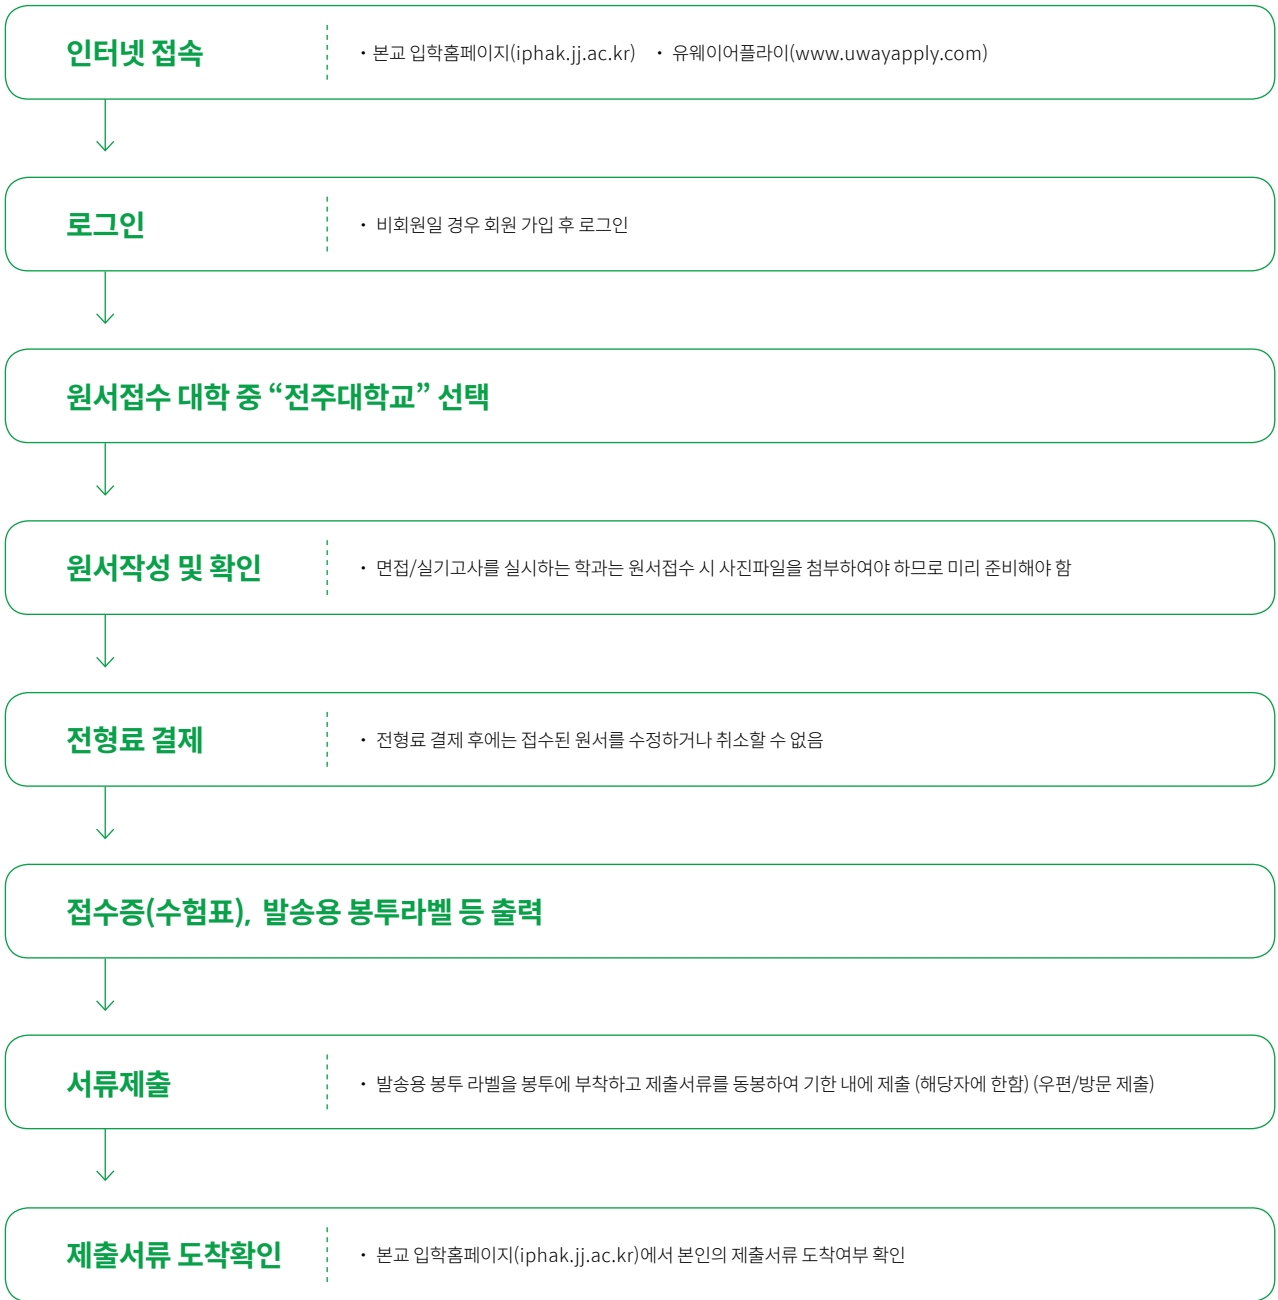 인터넷 접속
・본교 입학홈페이지(iphak.jj.ac.kr) ・ 유웨이어플라이(www.uwayapply.com)
로그인
・ 비회원일 경우 회원 가입 후 로그인
원서접수 대학 중 “전주대학교” 선택
원서작성 및 확인
・ 면접/실기고사를 실시하는 학과는 원서접수 시 사진파일을 첨부하여야 하므로 미리 준비해야 함
전형료 결제
・ 전형료 결제 후에는 접수된 원서를 수정하거나 취소할 수 없음
접수증(수험표), 발송용 봉투라벨 등 출력
서류제출
・ 발송용 봉투 라벨을 봉투에 부착하고 제출서류를 동봉하여 기한 내에 제출 (해당자에 한함) (우편/방문 제출)
제출서류 도착확인
・ 본교 입학홈페이지(iphak.jj.ac.kr)에서 본인의 제출서류 도착여부 확인